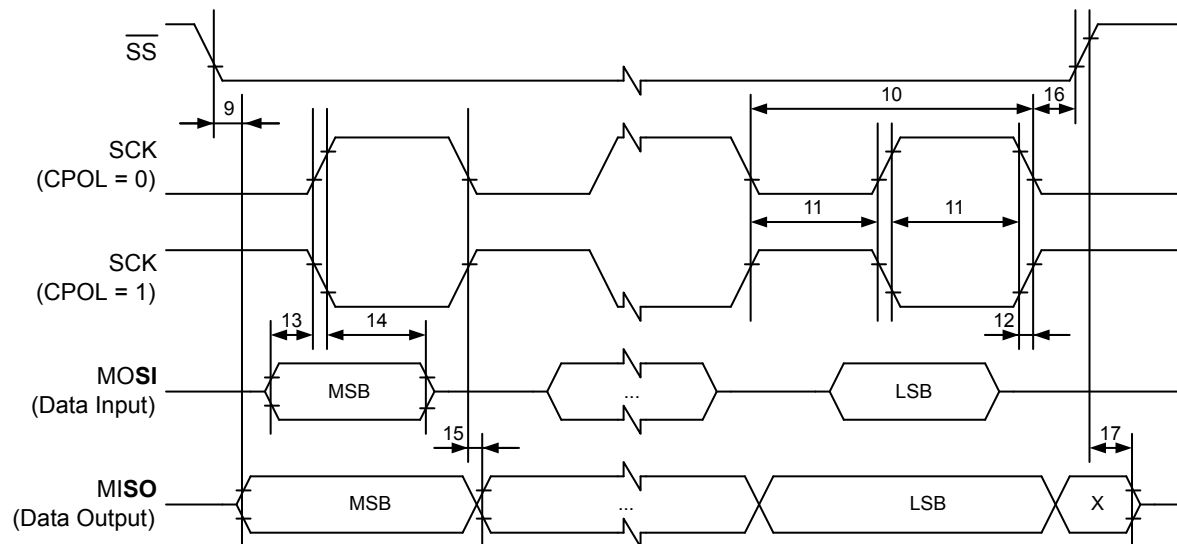 SS
9
10
16
SCK
(CPOL = 0)
11
11
SCK
(CPOL = 1)
13
14
12
MOSI
(Data Input)
MSB
...
LSB
15
17
MISO
(Data Output)
MSB
...
LSB
X